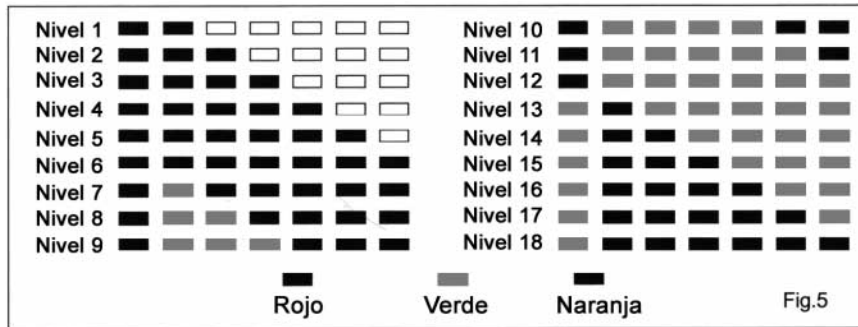 Nivel 1
Nivel 2
Nivel 3
Nivel 4
Nivel 5
Nivel 6
Nivel 7
Nivel 8
Nivel 9
Nivel 10
Nivel 11
Nivel 12
Nivel 13
Nivel 14
Nivel 15
Nivel 16
Nivel 17
Nivel 18
Rojo Verde Naranja Fig.5